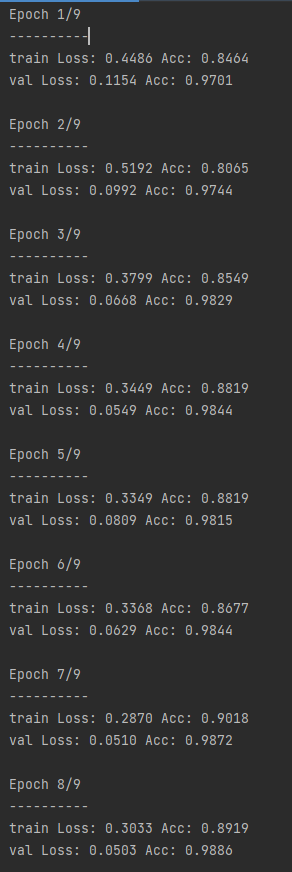 Epoch 1/9
----------
train Loss: 0.4486 Acc: 0.8464
val Loss: 0.1154 Acc: 0.9701
Epoch 2/9
----------
train Loss: 0.5192 Acc: 0.8065
val Loss: 0.0992 Acc: 0.9744
Epoch 3/9
----------
train Loss: 0.3799 Acc: 0.8549
val Loss: 0.0668 Acc: 0.9829
Epoch 4/9
----------
train Loss: 0.3449 Acc: 0.8819
val Loss: 0.0549 Acc: 0.9844
Epoch 5/9
----------
train Loss: 0.3349 Acc: 0.8819
val Loss: 0.0809 Acc: 0.9815
Epoch 6/9
----------
train Loss: 0.3368 Acc: 0.8677
val Loss: 0.0629 Acc: 0.9844
Epoch 7/9
----------
train Loss: 0.2870 Acc: 0.9018
val Loss: 0.0510 Acc: 0.9872
Epoch 8/9
----------
train Loss: 0.3033 Acc: 0.8919
val Loss: 0.0503 Acc: 0.9886